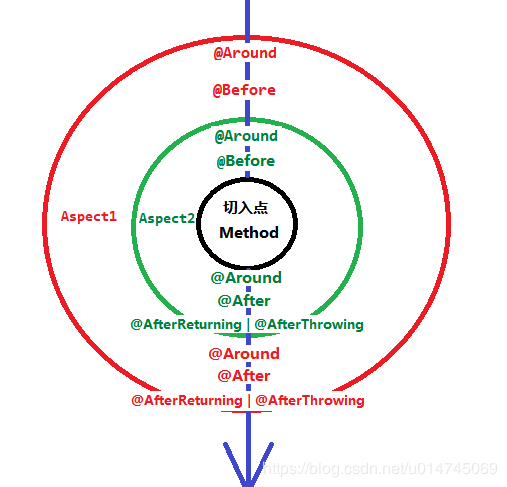 @Around
@Before
@Around
@Before
Aspect1
Aspect2
切入点
Method
@Around
@After
@AfterReturning | @AfterThrowing
@Around
@After
@AfterReturning | @AfterThrowing
https://blog.csdn.net/u014745069